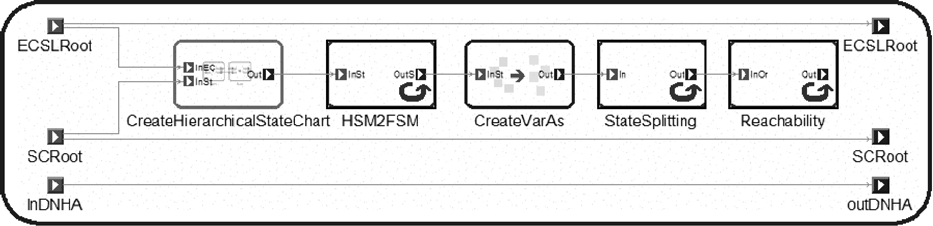 ECSLRoot
ECSLRoot
InEC
InSt
Out
InSt
OutS
InSt
Out
In
Out
InOr
Out
CreateHierarchicalStateChart
HSM2FSM
CreateVarAs
StateSplitting
Reachability
SCRoot
SCRoot
InDNHA
outDNHA